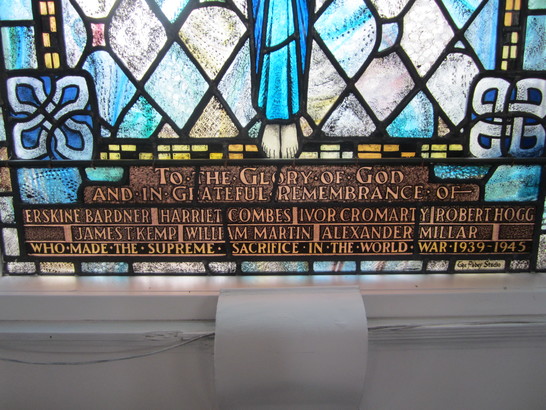 TO·THE·GLORY·OF·GOD
AND·IN·GRATEFUL·REMEMBRANCE·OF
ERSKINE BARDNER HARRIET COMBES IVOR CROMARTY ROBERT HOGG
JAMES T KEMP WILLIAM MARTIN ALEXANDER MILLAR
WHO·MADE·THE·SUPREME·SACRIFICE·IN·THE·WORLD·WAR·1939-1945